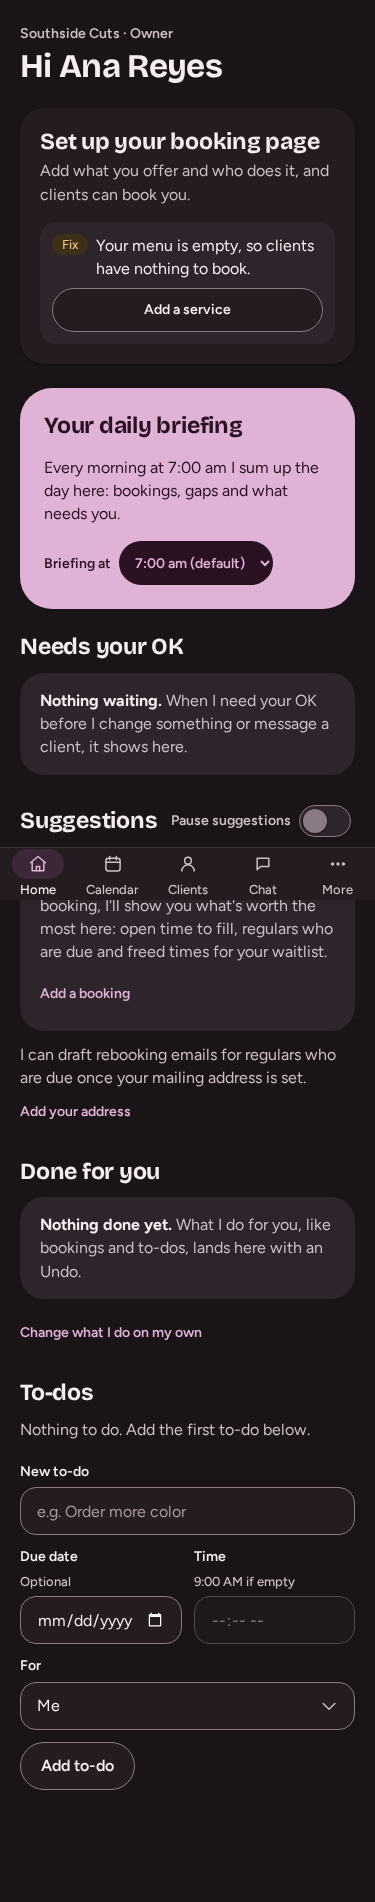 Southside Cuts · Owner
Hi Ana Reyes
Set up your booking page
Add what you offer and who does it, and
clients can book you.
Fix
Your menu is empty, so clients
have nothing to book.
Add a service
Your daily briefing
Every morning at 7:00 am I sum up the
day here: bookings, gaps and what
needs you.
Briefing at
7:00 am (default)
Needs your OK
Nothing waiting. When I need your OK
before I change something or message a
client, it shows here.
Suggestions
Pause suggestions
Home
Calendar
Clients
Chat
More
booking, I'll show you what's worth the
most here: open time to fill, regulars who
are due and freed times for your waitlist.
Add a booking
I can draft rebooking emails for regulars who
are due once your mailing address is set.
Add your address
Done for you
Nothing done yet. What I do for you, like
bookings and to-dos, lands here with an
Undo.
Change what I do on my own
To-dos
Nothing to do. Add the first to-do below.
New to-do
e.g. Order more color
Due date
Time
Optional
9:00 AM if empty
mm/dd/yyyy
--:-- --
For
Me
Add to-do